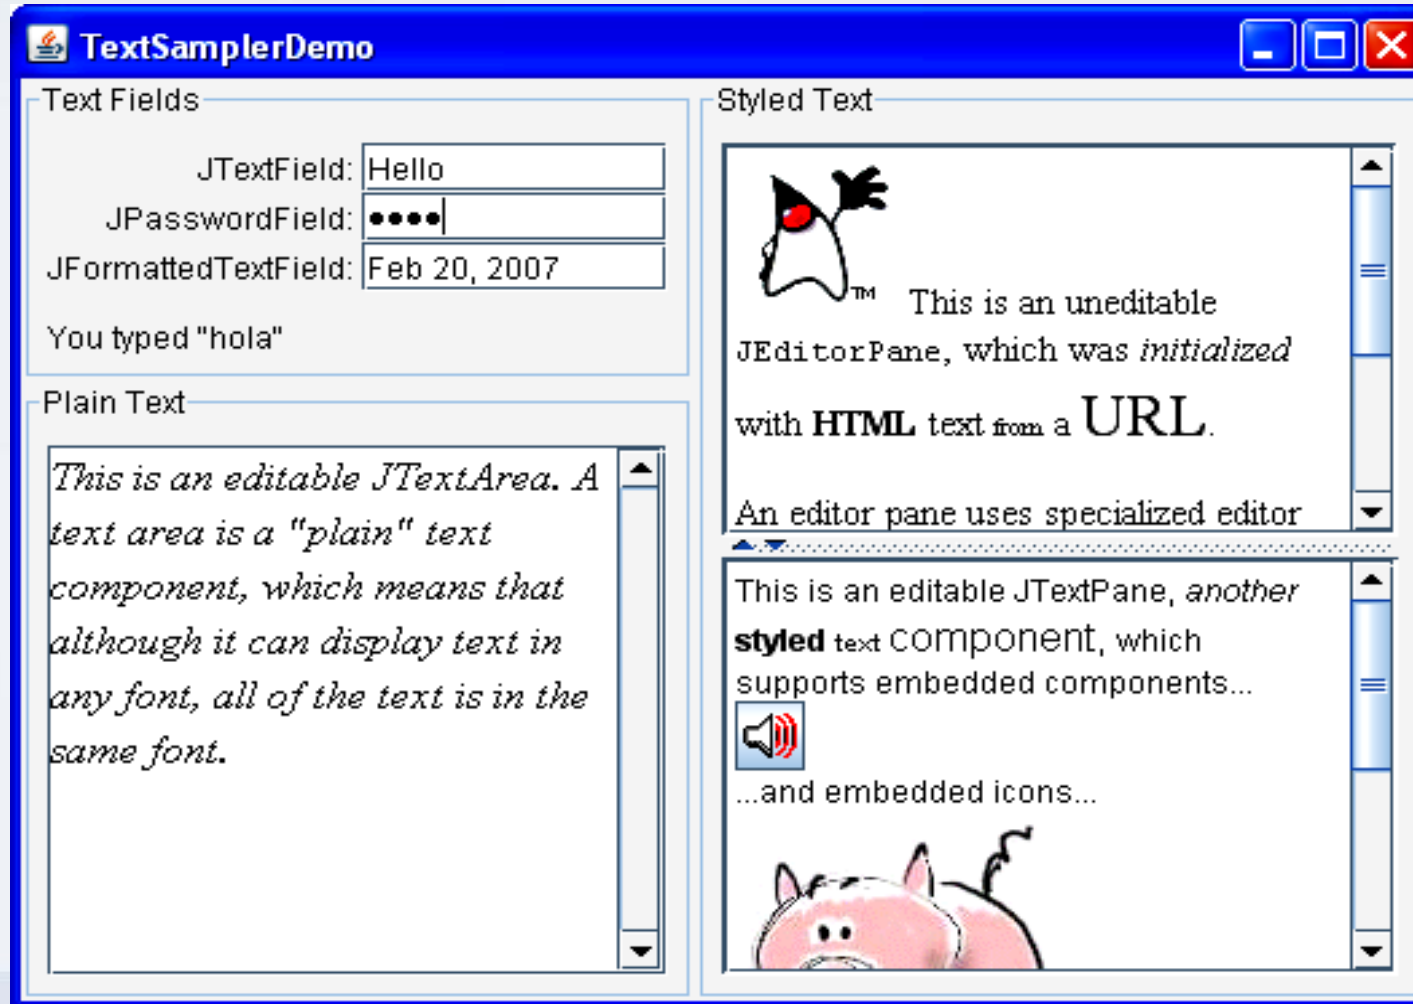 TextSamplerDemo
Text Fields
JTextField: Hello
JPasswordField: ••••
JFormattedTextField: Feb 20, 2007
You typed "hola"
Plain Text
This is an editable JTextArea. A
text area is a "plain" text
component, which means that
although it can display text in
any font, all of the text is in the
same font.
Styled Text
TM This is an uneditable
JEditorPane, which was initialized
with HTML text from a URL.
An editor pane uses specialized editor
This is an editable JTextPane, another
styled text component, which
supports embedded components...
...and embedded icons...